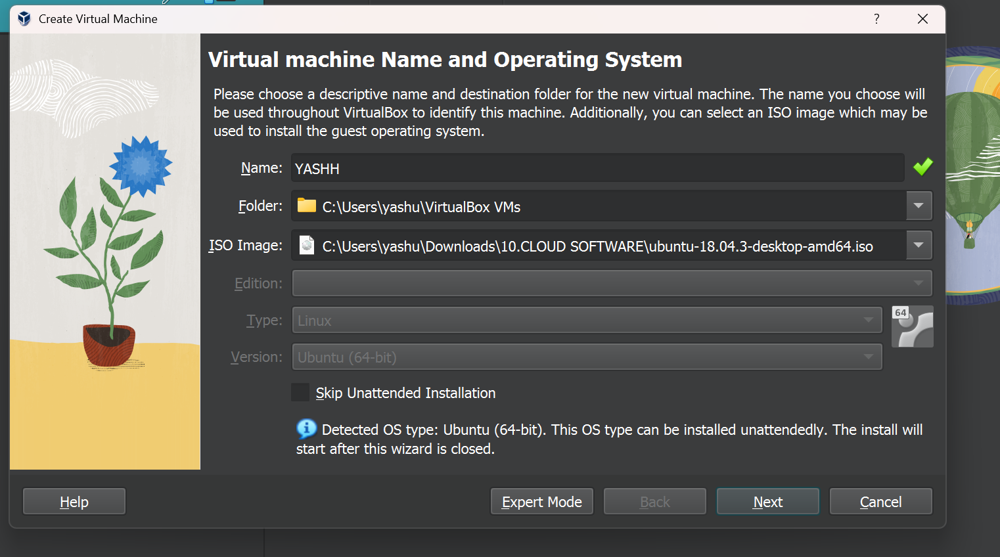 Create Virtual Machine
?
Virtual machine Name and Operating System
Please choose a descriptive name and destination folder for the new virtual machine. The name you choose will
be used throughout VirtualBox to identify this machine. Additionally, you can select an ISO image which may be
used to install the guest operating system.
Name: YASHH
Folder: C:\Users\yashu\VirtualBox VMs
ISO Image: C:\Users\yashu\Downloads\10.CLOUD SOFTWARE\ubuntu-18.04.3-desktop-amd64.iso
Edition:
Type: Linux 64
Version: Ubuntu (64-bit)
Skip Unattended Installation
Detected OS type: Ubuntu (64-bit). This OS type can be installed unattendedly. The install will
start after this wizard is closed.
Help Expert Mode Back Next Cancel